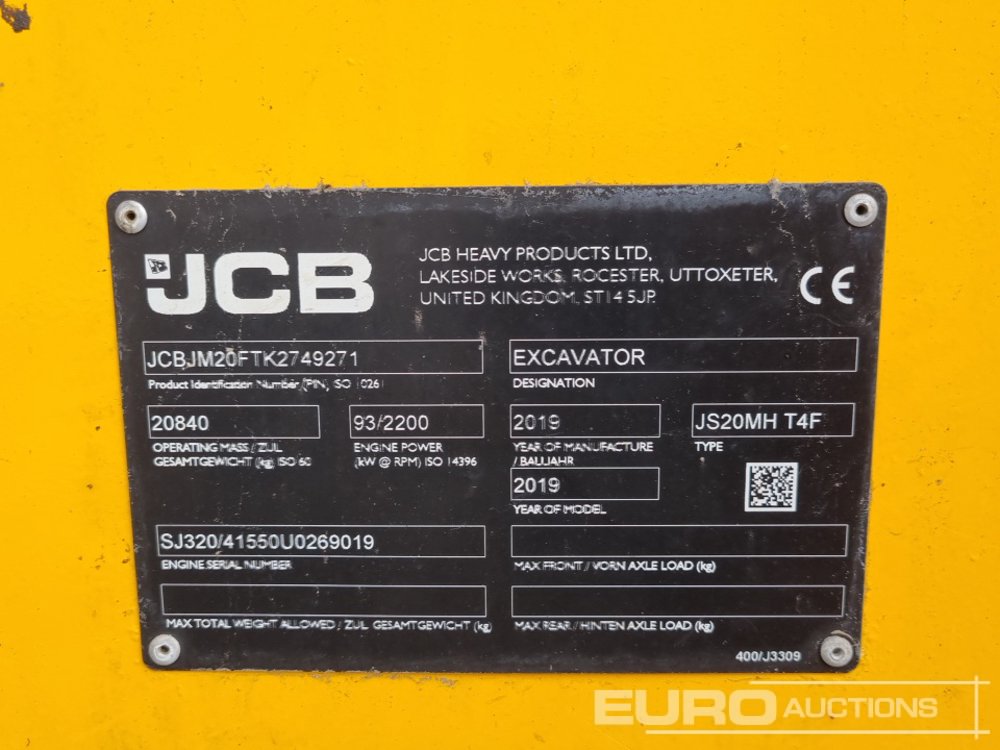 JCB
JCB HEAVY PRODUCTS LTD,
LAKESIDE WORKS, ROCESTER, UTTOXETER,
UNITED KINGDOM, ST14 5JP.
CE
JCBJM20FTK2749271
Product Identification Number (PIN) ISO 10261
EXCAVATOR
DESIGNATION
20840
OPERATING MASS / ZUL
GESAMTGEWICHT (kg) ISO 60
93/2200
ENGINE POWER
(kW @ RPM) ISO 14396
2019
YEAR OF MANUFACTURE
/ BAUJAHR
JS20MH T4F
TYPE
2019
YEAR OF MODEL
SJ320/41550U0269019
ENGINE SERIAL NUMBER
MAX FRONT / VORN AXLE LOAD (kg)
MAX TOTAL WEIGHT ALLOWED / ZUL GESAMTGEWICHT (kg)
MAX REAR / HINTEN AXLE LOAD (kg)
400/J3309
EURO AUCTIONS